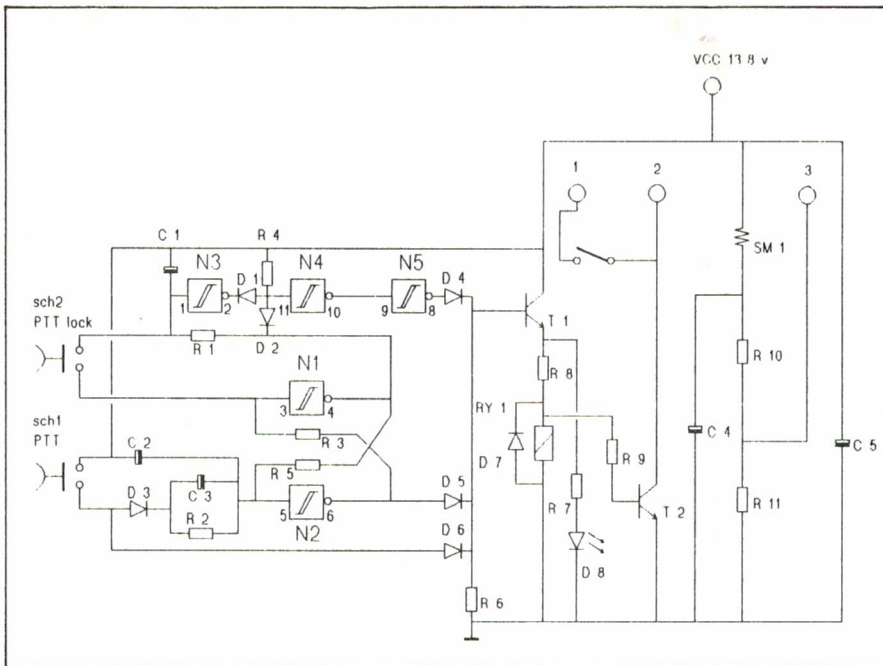 VCC 13 8 v
1
2
3
C 1
R 4
SM 1
N3
D 1
N4
N5
D 4
1
2
11
10
9
8
sch2
PTT lock
T 1
R 1
D 2
N1
R 8
R 10
3
4
RY 1
sch1
PTT
R 3
C 2
D 7
R 9
C 4
C 5
R 5
C 3
D 3
D 5
R 7
T 2
R 11
5
6
R 2
N2
D 6
D 8
R 6